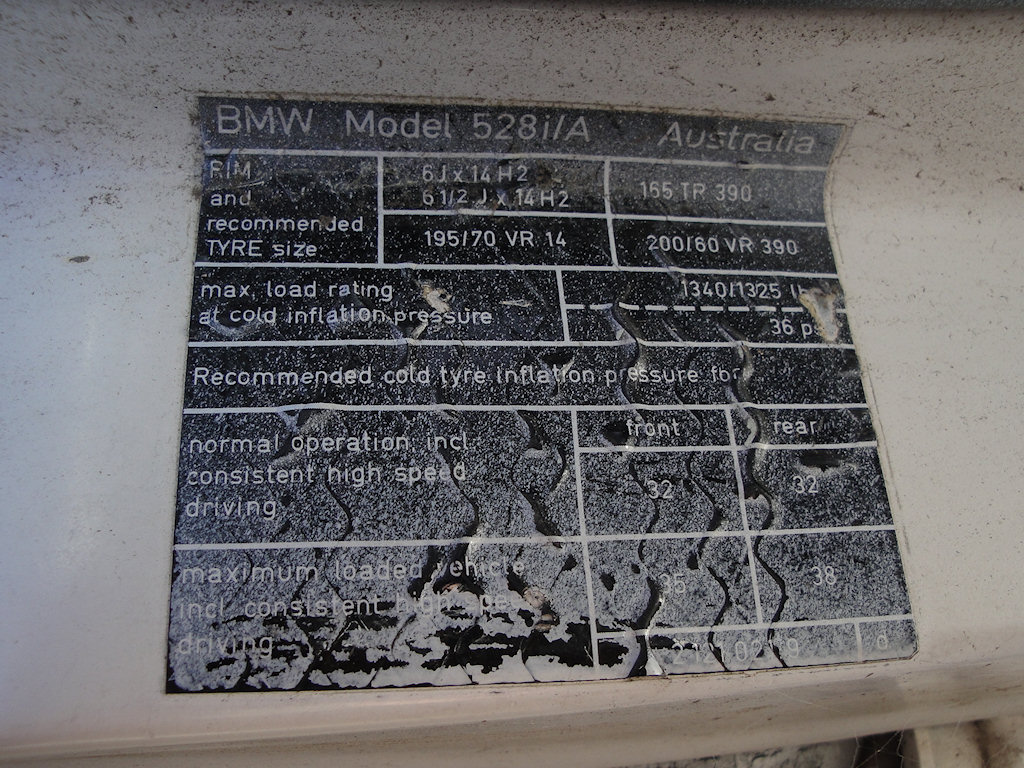 BMW Model 528i/A Australia
RIM and recommended TYRE size
6J x 14 H2
6 1/2 J x 14 H2
165 TR 390
195/70 VR 14
200/60 VR 390
max. load rating
at cold inflation pressure
1340/1325
36
Recommended cold tyre inflation pressure for
front rear
normal operation, incl.
consistent high speed
driving
32 32
maximum loaded vehicle
incl. consistent high speed
driving
35 38
d